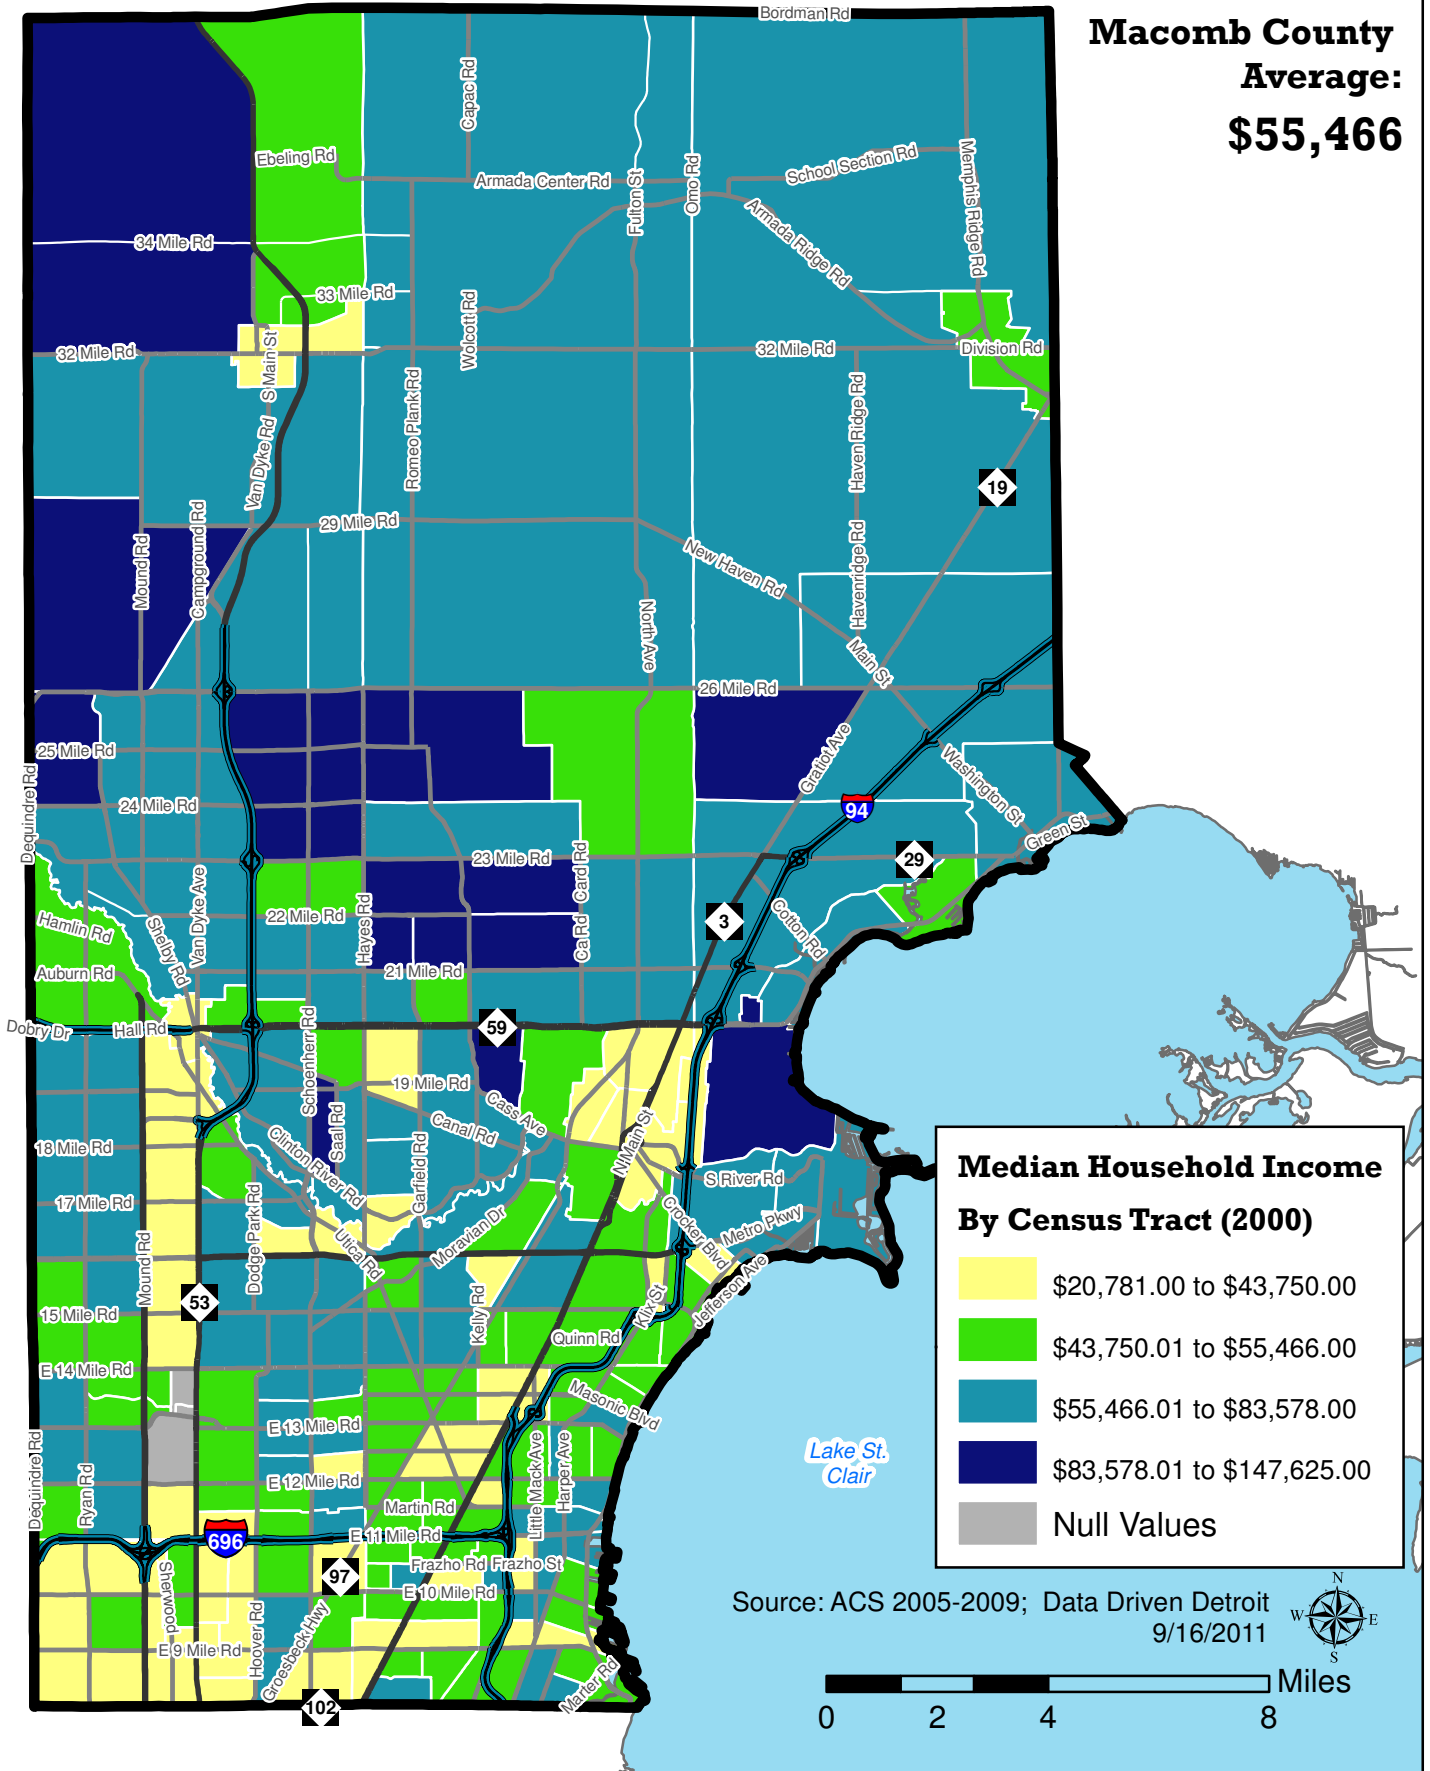 Bordman Rd
Macomb County
Average:
$55,466
Capac Rd
Ebeling Rd
Armada Center Rd
Fulton St
Omo Rd
School Section Rd
Memphis Ridge Rd
Armada Ridge Rd
34 Mile Rd
33 Mile Rd
Wolcott Rd
32 Mile Rd
S Main St
32 Mile Rd
Division Rd
Romeo Plank Rd
Haven Ridge Rd
Van Dyke Rd
19
29 Mile Rd
Mound Rd
Campground Rd
New Haven Rd
Havenridge Rd
North Ave
Main St
26 Mile Rd
25 Mile Rd
Gratiot Ave
Washington St
Dequindre Rd
24 Mile Rd
94
Green St
23 Mile Rd
Card Rd
29
Hamlin Rd
Shelby Rd
Van Dyke Ave
22 Mile Rd
Hayes Rd
Ca Rd
3
Cotton Rd
Auburn Rd
21 Mile Rd
Dobry Dr
Hall Rd
Schoenherr Rd
59
19 Mile Rd
Cass Ave
Canal Rd
Saal Rd
N Main St
18 Mile Rd
Clinton River Rd
Garfield Rd
S River Rd
17 Mile Rd
Dodge Park Rd
Moravian Dr
Crocker Blvd
Metro Pkwy
Utica Rd
Mound Rd
Jefferson Ave
53
15 Mile Rd
Kelly Rd
Klix St
Quinn Rd
E 14 Mile Rd
Masonic Blvd
E 13 Mile Rd
Dequindre Rd
Ryan Rd
E 12 Mile Rd
Little Mack Ave
Harper Ave
Martin Rd
696
E 11 Mile Rd
97
Frazho Rd
Frazho St
E 10 Mile Rd
Sherwood
Hoover Rd
Groesbeck Hwy
E 9 Mile Rd
Marter Rd
102
Lake St.
Clair
Median Household Income
By Census Tract (2000)
$20,781.00 to $43,750.00
$43,750.01 to $55,466.00
$55,466.01 to $83,578.00
$83,578.01 to $147,625.00
Null Values
Source: ACS 2005-2009; Data Driven Detroit
9/16/2011
N
W
E
S
Miles
0 2 4 8